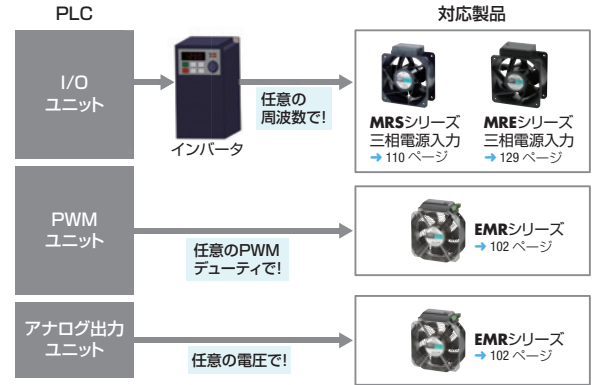 PLC
対応製品
I/O
ユニット
インバータ
任意の
周波数で!
MRSシリーズ
三相電源入力
→ 110 ページ
MREシリーズ
三相電源入力
→ 129 ページ
PWM
ユニット
任意のPWM
デューティで!
EMRシリーズ
→ 102 ページ
アナログ出力
ユニット
任意の電圧で!
EMRシリーズ
→ 102 ページ